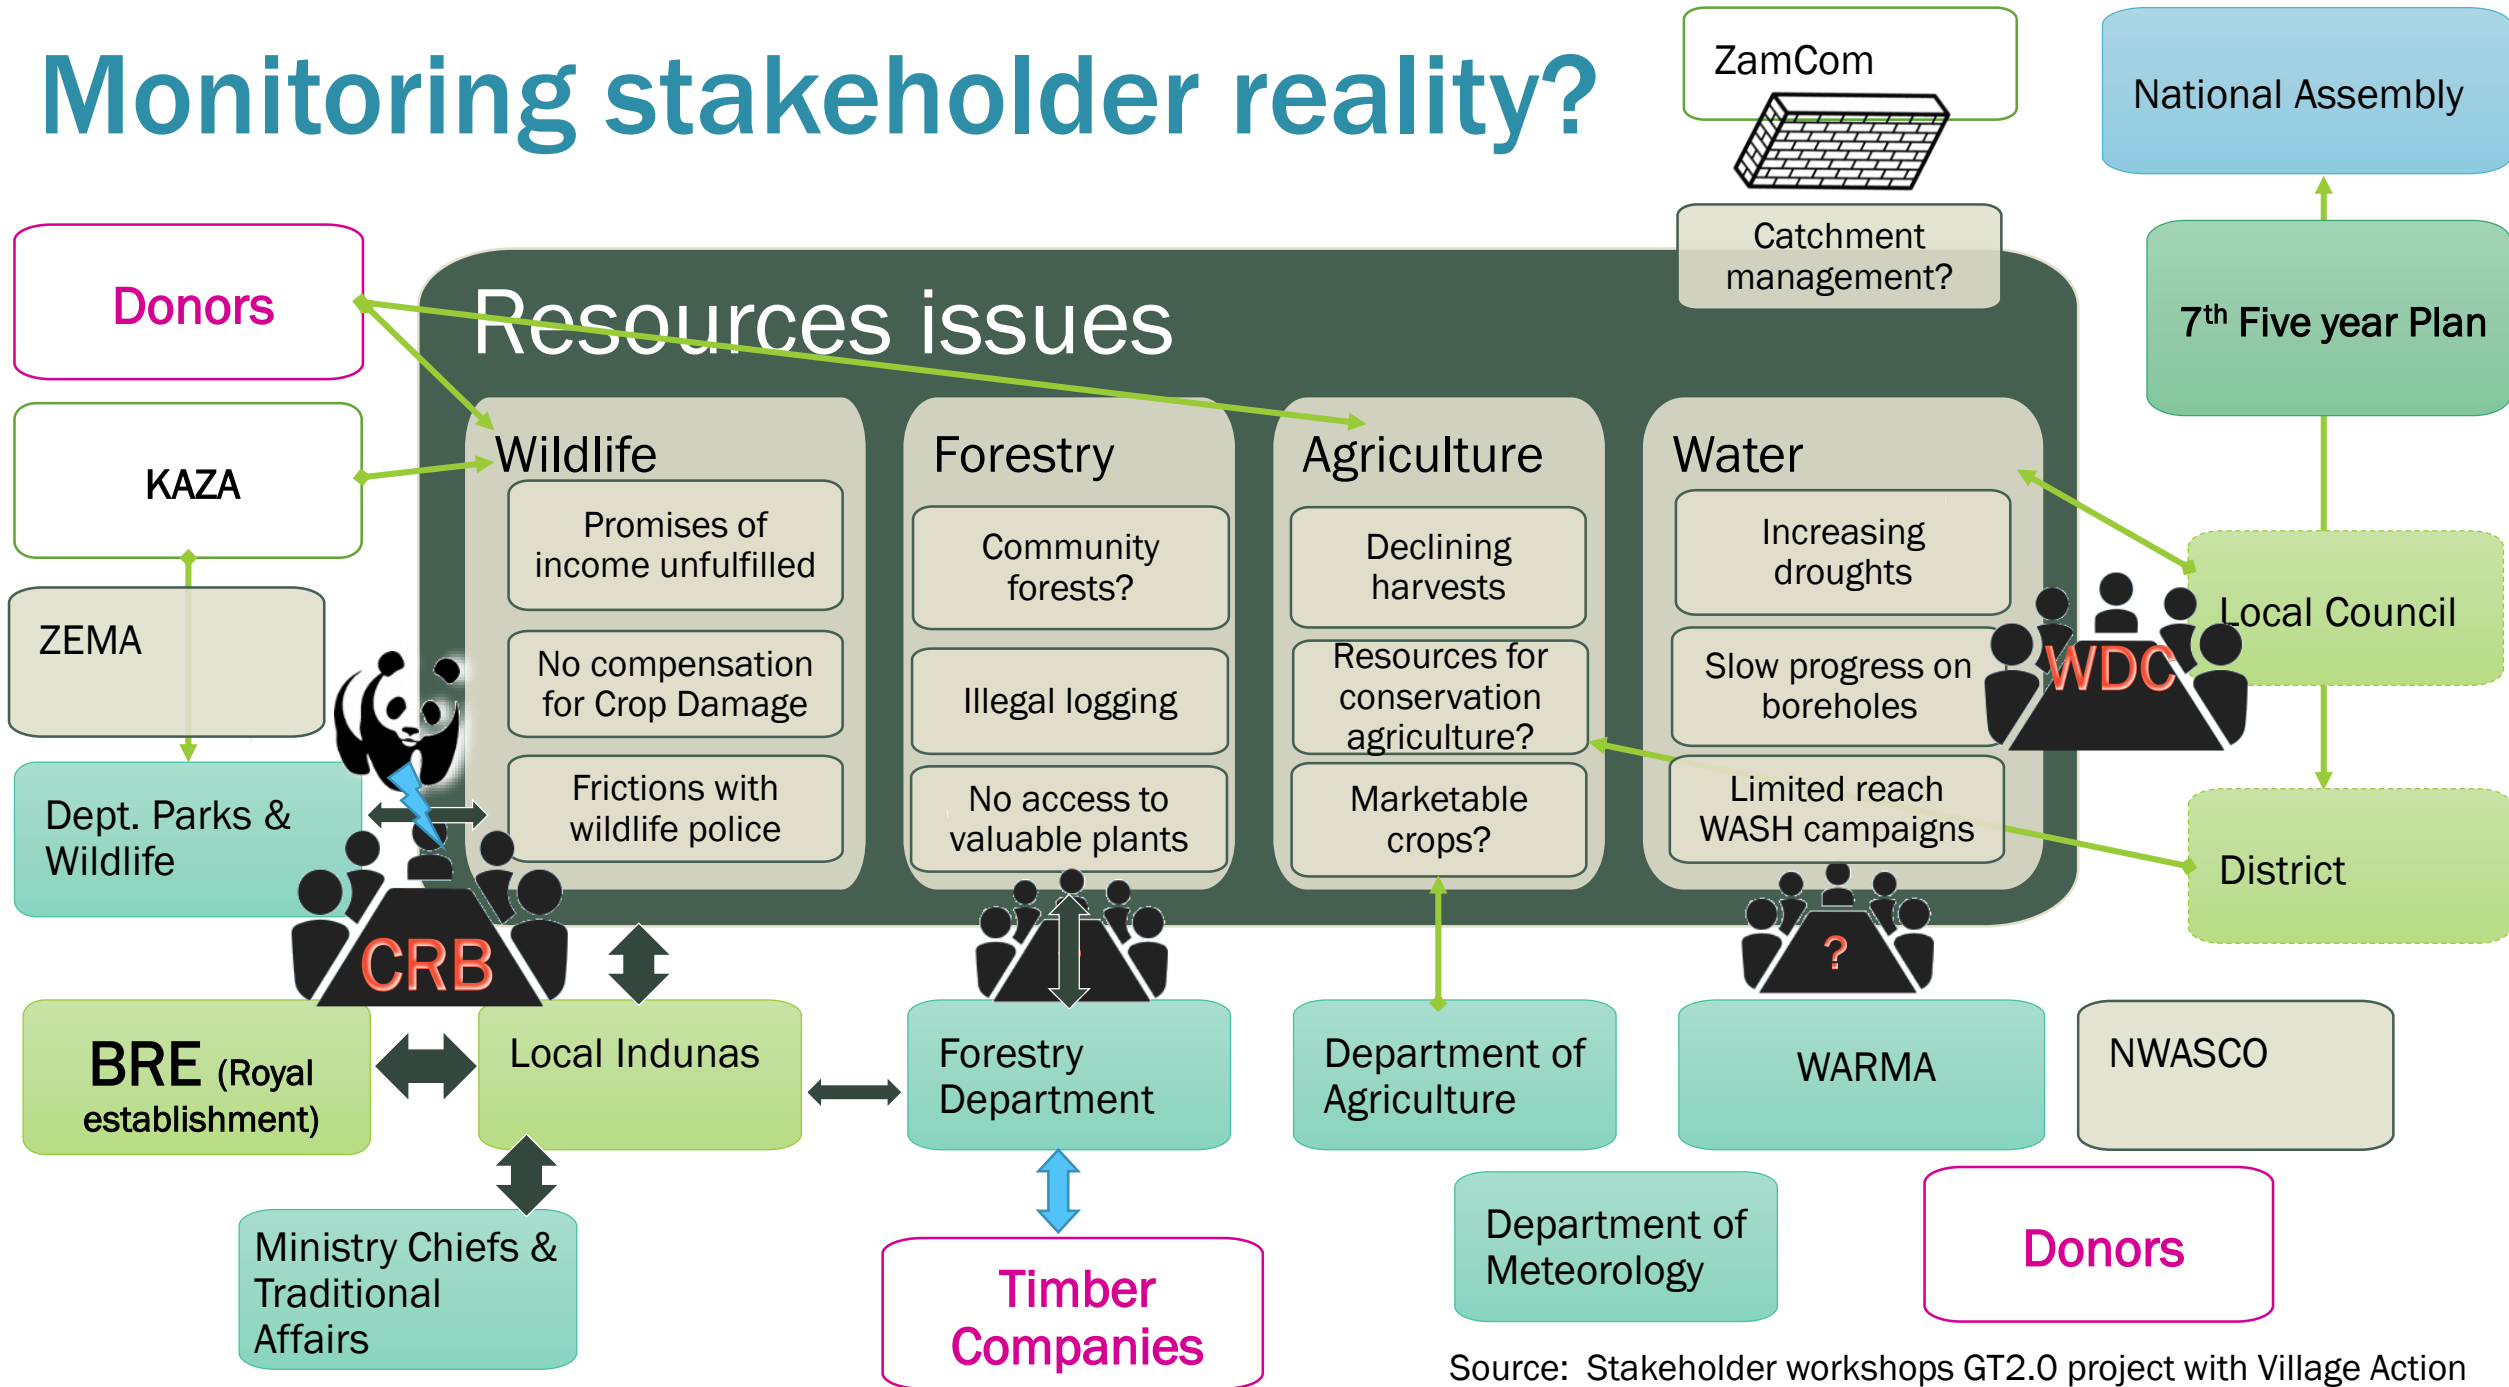 Monitoring stakeholder reality?
ZamCom
National Assembly
Catchment
management?
Donors
Resources issues
7th Five year Plan
KAZA
Wildlife
Promises of
income unfulfilled
No compensation
for Crop Damage
Frictions with
wildlife police
Forestry
Community
forests?
Illegal logging
No access to
valuable plants
Agriculture
Declining
harvests
Resources for
conservation
agriculture?
Marketable
crops?
Water
Increasing
droughts
Slow progress on
boreholes
Limited reach
WASH campaigns
ZEMA
Local Council
WDC
Dept. Parks &
Wildlife
District
CRB
?
BRE (Royal
establishment)
Local Indunas
Forestry
Department
Department of
Agriculture
WARMA
NWASCO
Ministry Chiefs &
Traditional
Affairs
Timber
Companies
Department of
Meteorology
Donors
Source: Stakeholder workshops GT2.0 project with Village Action